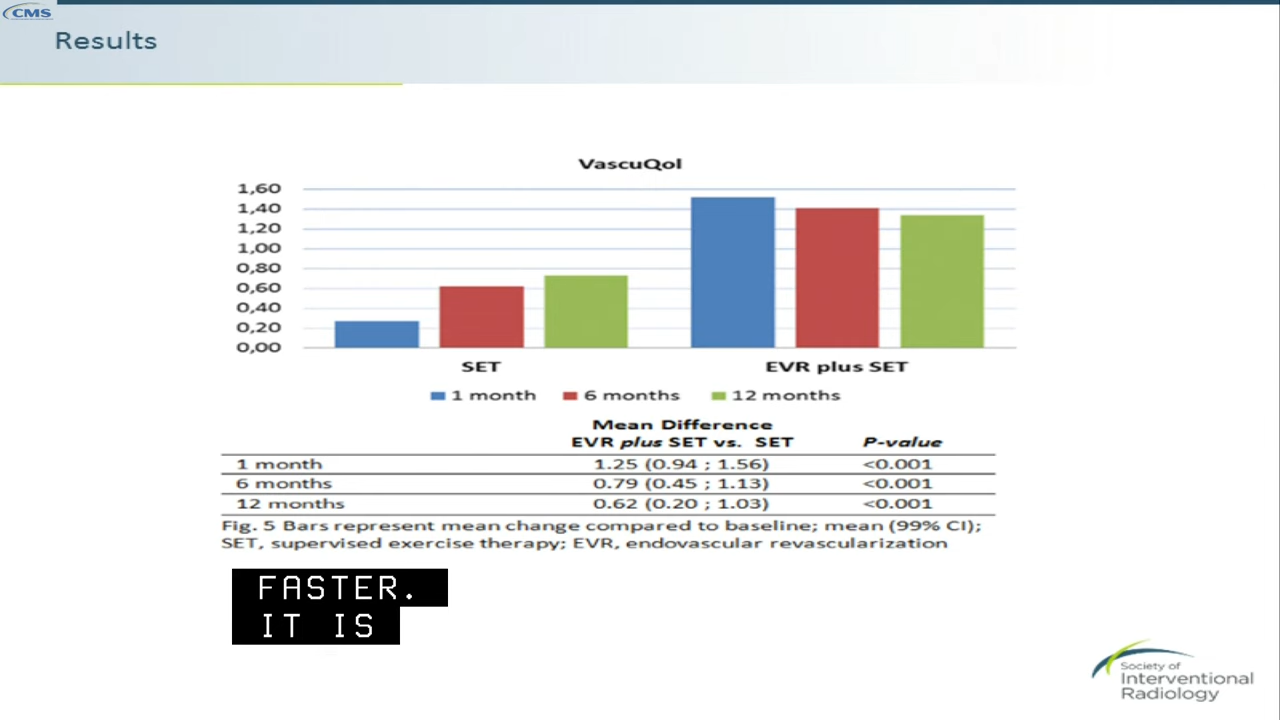 CMS
Results
VascuQol
1,60
1,40
1,20
1,00
0,80
0,60
0,40
0,20
0,00
SET EVR plus SET
1 month 6 months 12 months
Mean Difference
EVR plus SET vs. SET P-value
1 month 1.25 (0.94 ; 1.56) <0.001
6 months 0.79 (0.45 ; 1.13) <0.001
12 months 0.62 (0.20 ; 1.03) <0.001
Fig. 5 Bars represent mean change compared to baseline; mean (99% CI);
SET, supervised exercise therapy; EVR, endovascular revascularization
FASTER.
IT IS
Society of
Interventional
Radiology